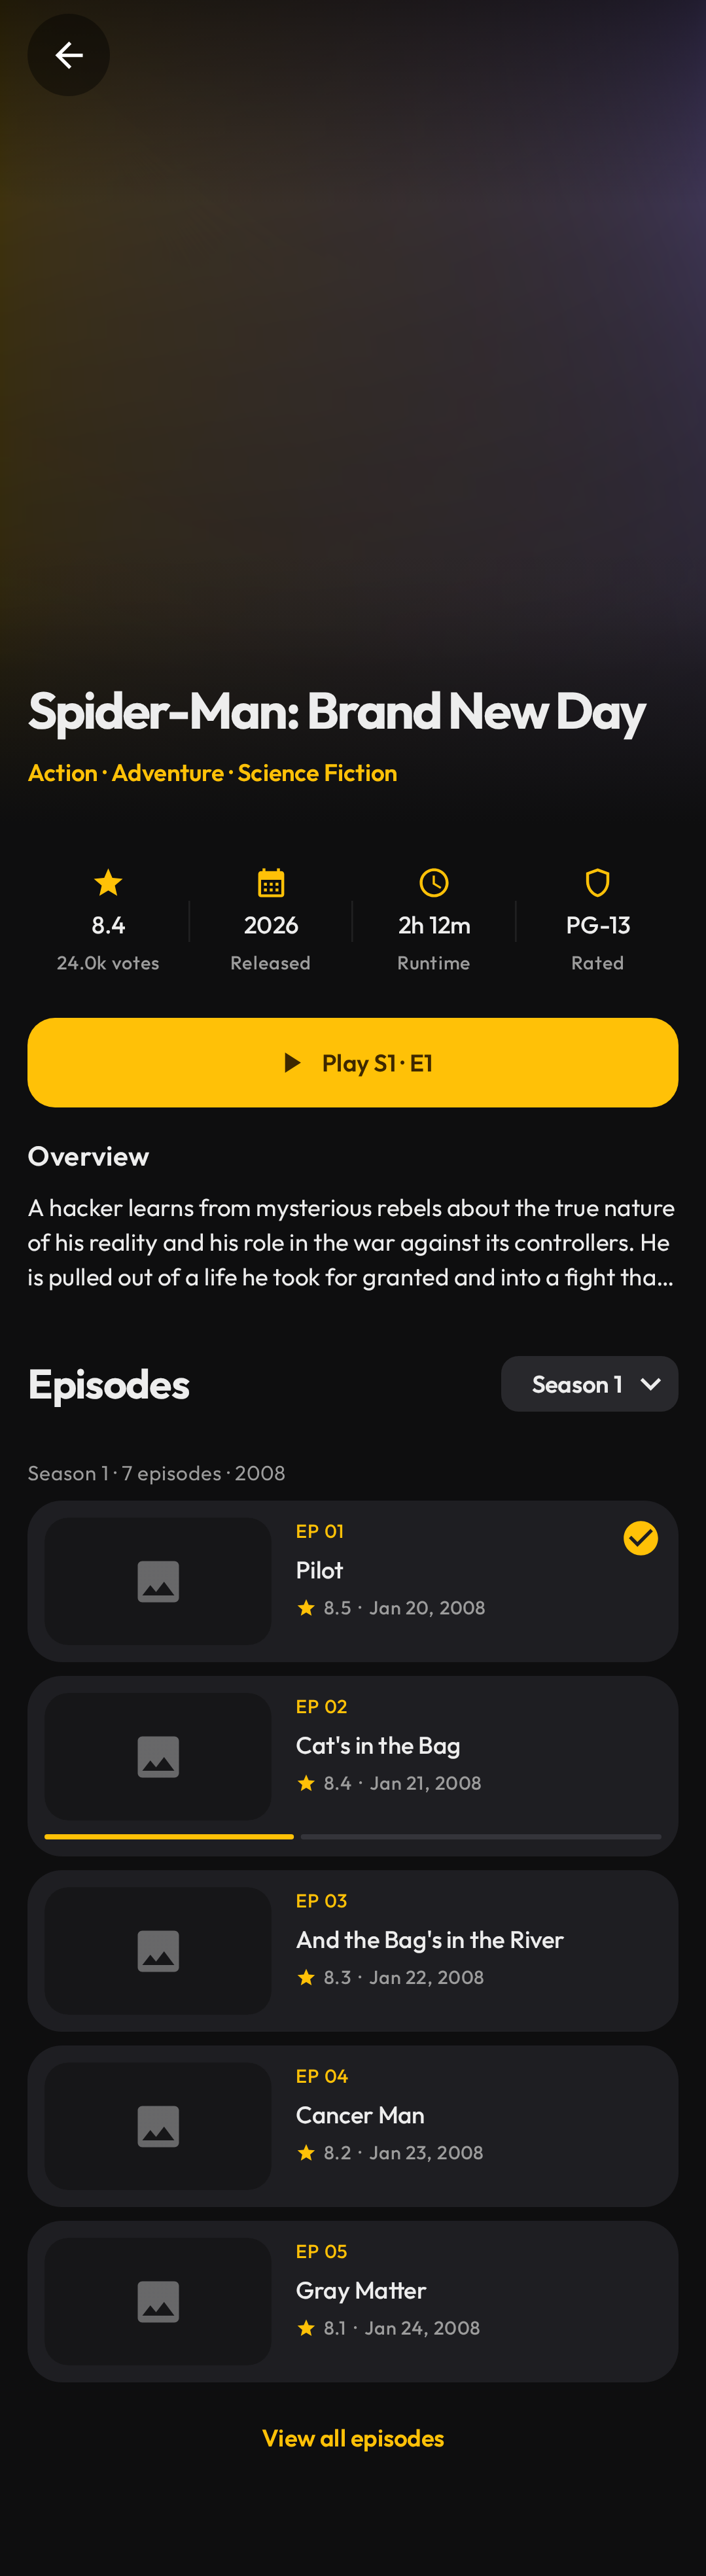 Spider-Man: Brand New Day
Action · Adventure · Science Fiction
8.4
24.0k votes
2026
Released
2h 12m
Runtime
PG-13
Rated
Play S1 · E1
Overview
A hacker learns from mysterious rebels about the true nature
of his reality and his role in the war against its controllers. He
is pulled out of a life he took for granted and into a fight tha...
Episodes
Season 1
Season 1 · 7 episodes · 2008
EP 01
Pilot
8.5 · Jan 20, 2008
EP 02
Cat's in the Bag
8.4 · Jan 21, 2008
EP 03
And the Bag's in the River
8.3 · Jan 22, 2008
EP 04
Cancer Man
8.2 · Jan 23, 2008
EP 05
Gray Matter
8.1 · Jan 24, 2008
View all episodes